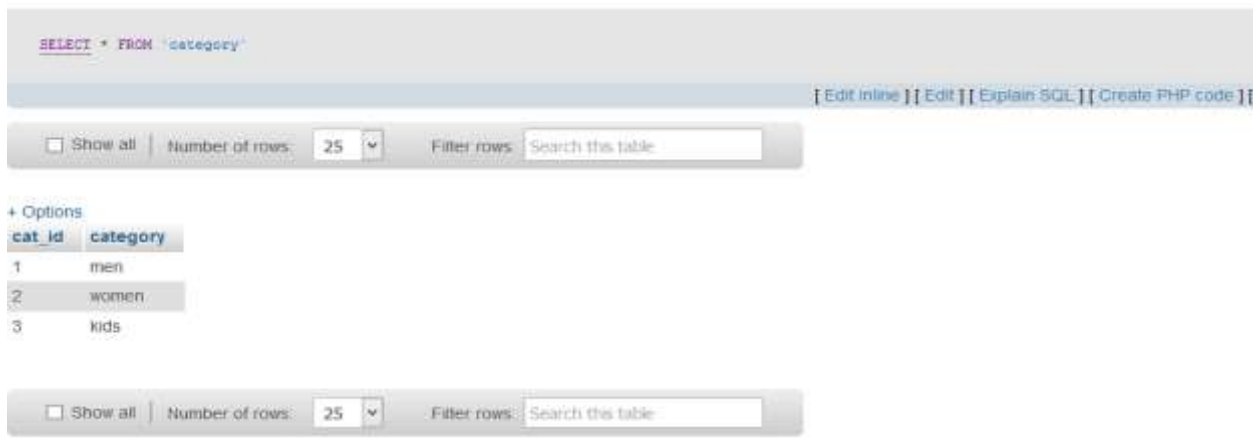 SELECT * FROM `category`
[ Edit inline ] [ Edit ] [ Explain SQL ] [ Create PHP code ] [
Show all | Number of rows: 25 Filter rows: Search this table
+ Options
cat_id category
1 men
2 women
3 kids
Show all | Number of rows: 25 Filter rows: Search this table